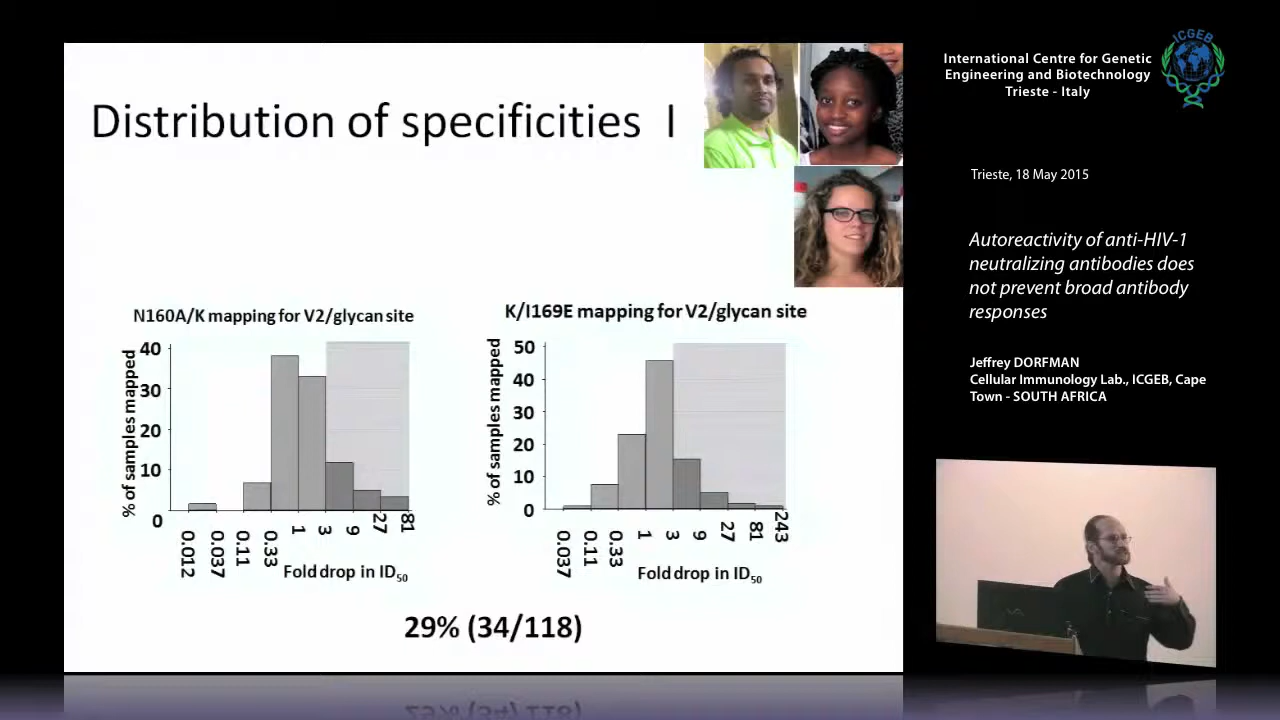 Distribution of specificities I
N160A/K mapping for V2/glycan site
% of samples mapped
40
30
20
10
0
0.012
0.037
0.11
0.33
1
3
9
27
81
Fold drop in ID50
K/I169E mapping for V2/glycan site
% of samples mapped
50
40
30
20
10
0
0.037
0.11
0.33
1
3
9
27
81
243
Fold drop in ID50
29% (34/118)
ICGEB
International Centre for Genetic
Engineering and Biotechnology
Trieste - Italy
Trieste, 18 May 2015
Autoreactivity of anti-HIV-1
neutralizing antibodies does
not prevent broad antibody
responses
Jeffrey DORFMAN
Cellular Immunology Lab., ICGEB, Cape
Town - SOUTH AFRICA
29% (34/118)